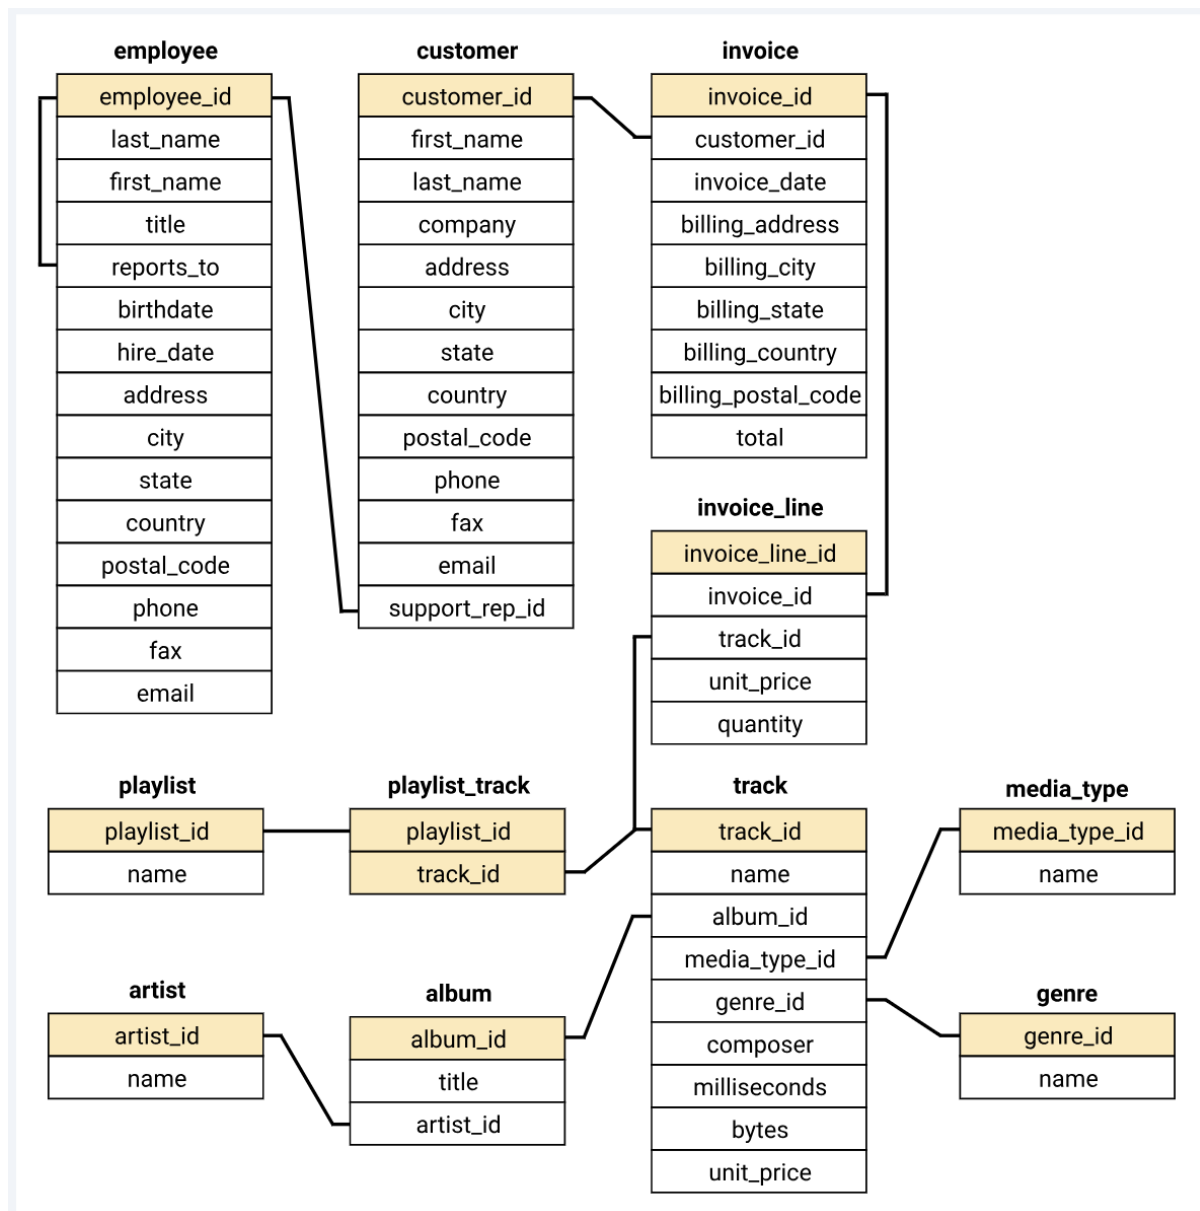 employee
employee_id
last_name
first_name
title
reports_to
birthdate
hire_date
address
city
state
country
postal_code
phone
fax
email
customer
customer_id
first_name
last_name
company
address
city
state
country
postal_code
phone
fax
email
support_rep_id
invoice
invoice_id
customer_id
invoice_date
billing_address
billing_city
billing_state
billing_country
billing_postal_code
total
invoice_line
invoice_line_id
invoice_id
track_id
unit_price
quantity
playlist
playlist_id
name
playlist_track
playlist_id
track_id
track
track_id
name
album_id
media_type_id
genre_id
composer
milliseconds
bytes
unit_price
media_type
media_type_id
name
artist
artist_id
name
album
album_id
title
artist_id
genre
genre_id
name